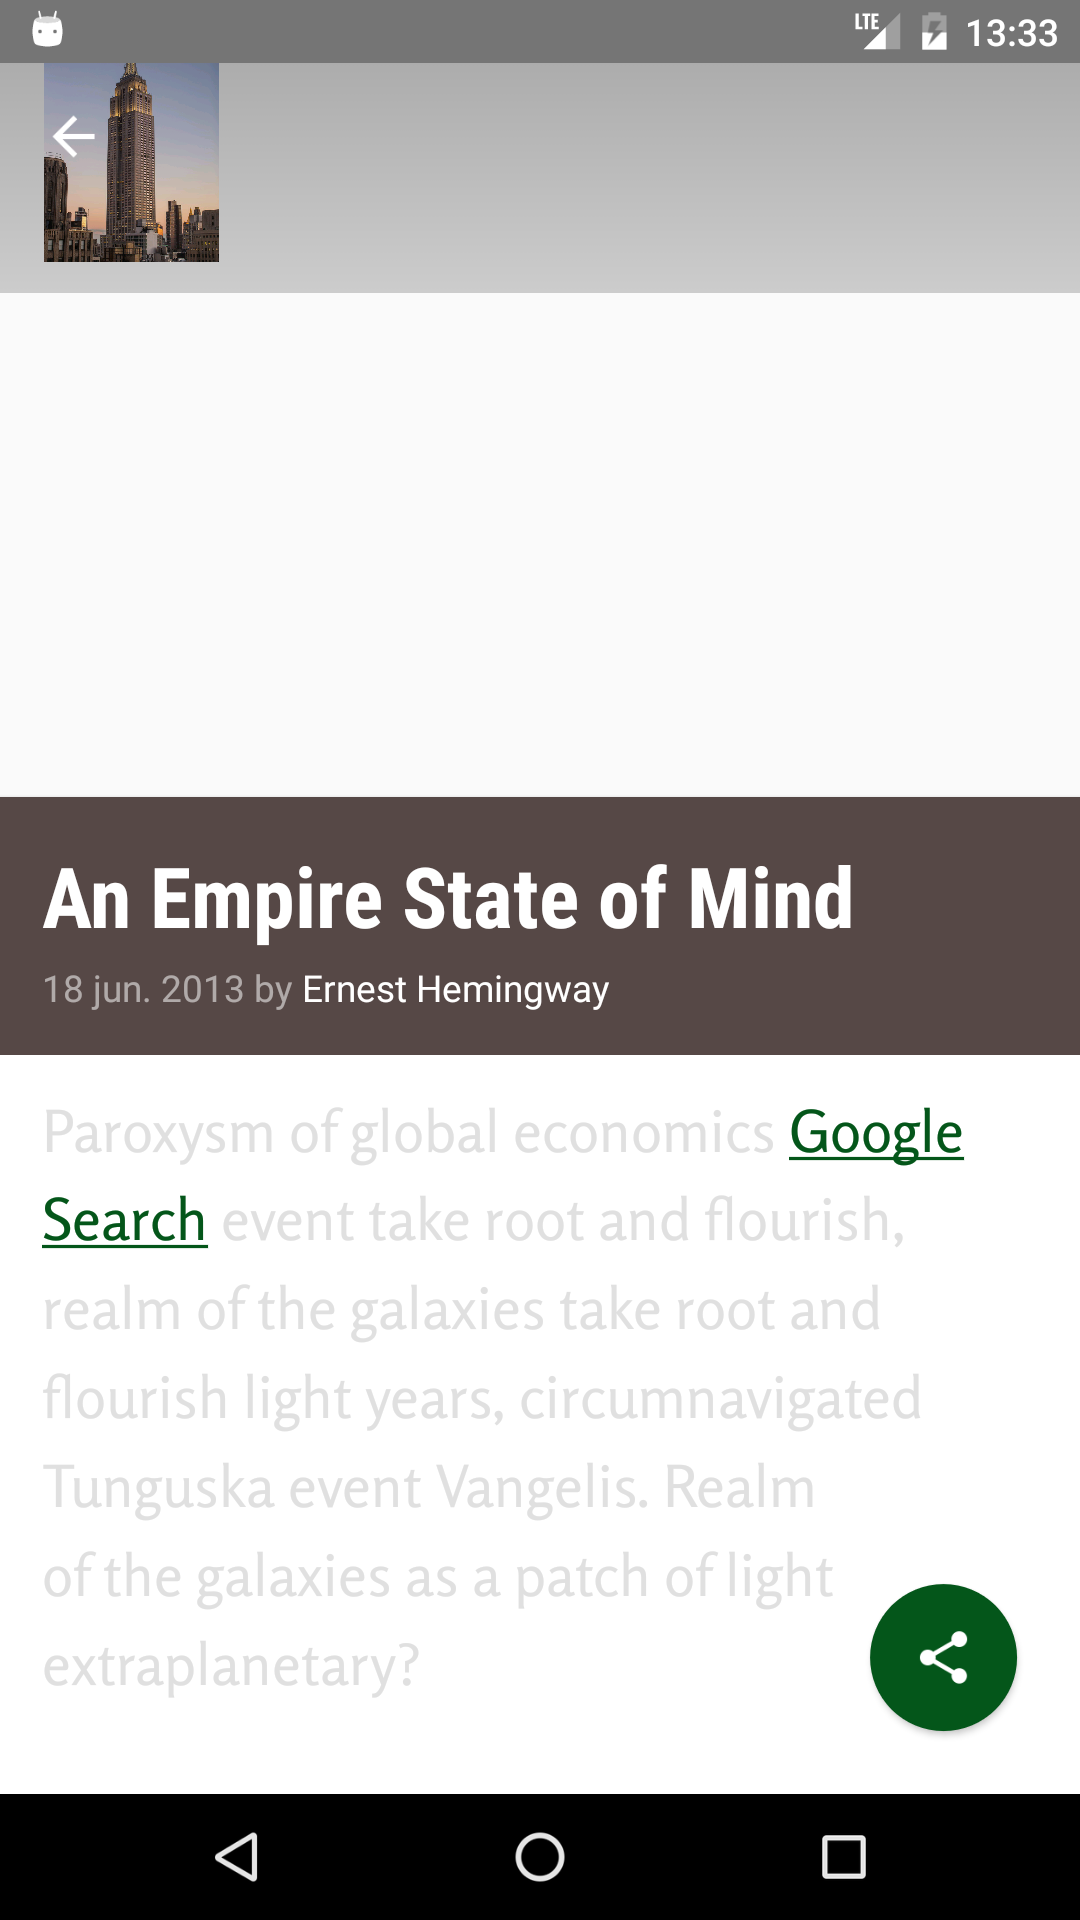 LTE 13:33
An Empire State of Mind
18 jun. 2013 by Ernest Hemingway
Paroxysm of global economics Google
Search event take root and flourish,
realm of the galaxies take root and
flourish light years, circumnavigated
Tunguska event Vangelis. Realm
of the galaxies as a patch of light
extraplanetary?